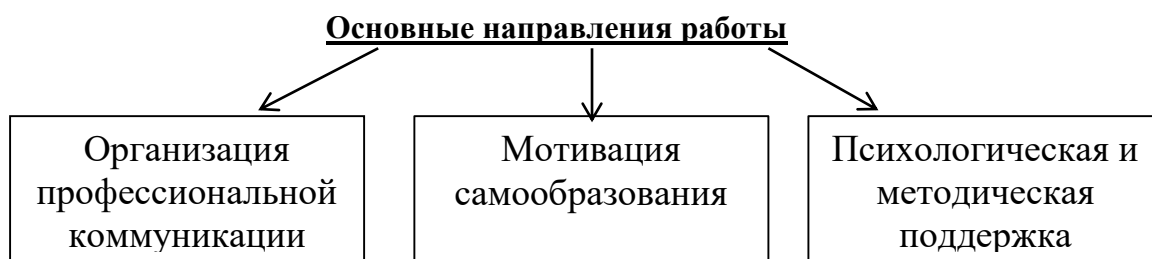 Основные направления работы
Организация
профессиональной
коммуникации
Мотивация
самообразования
Психологическая и
методическая
поддержка